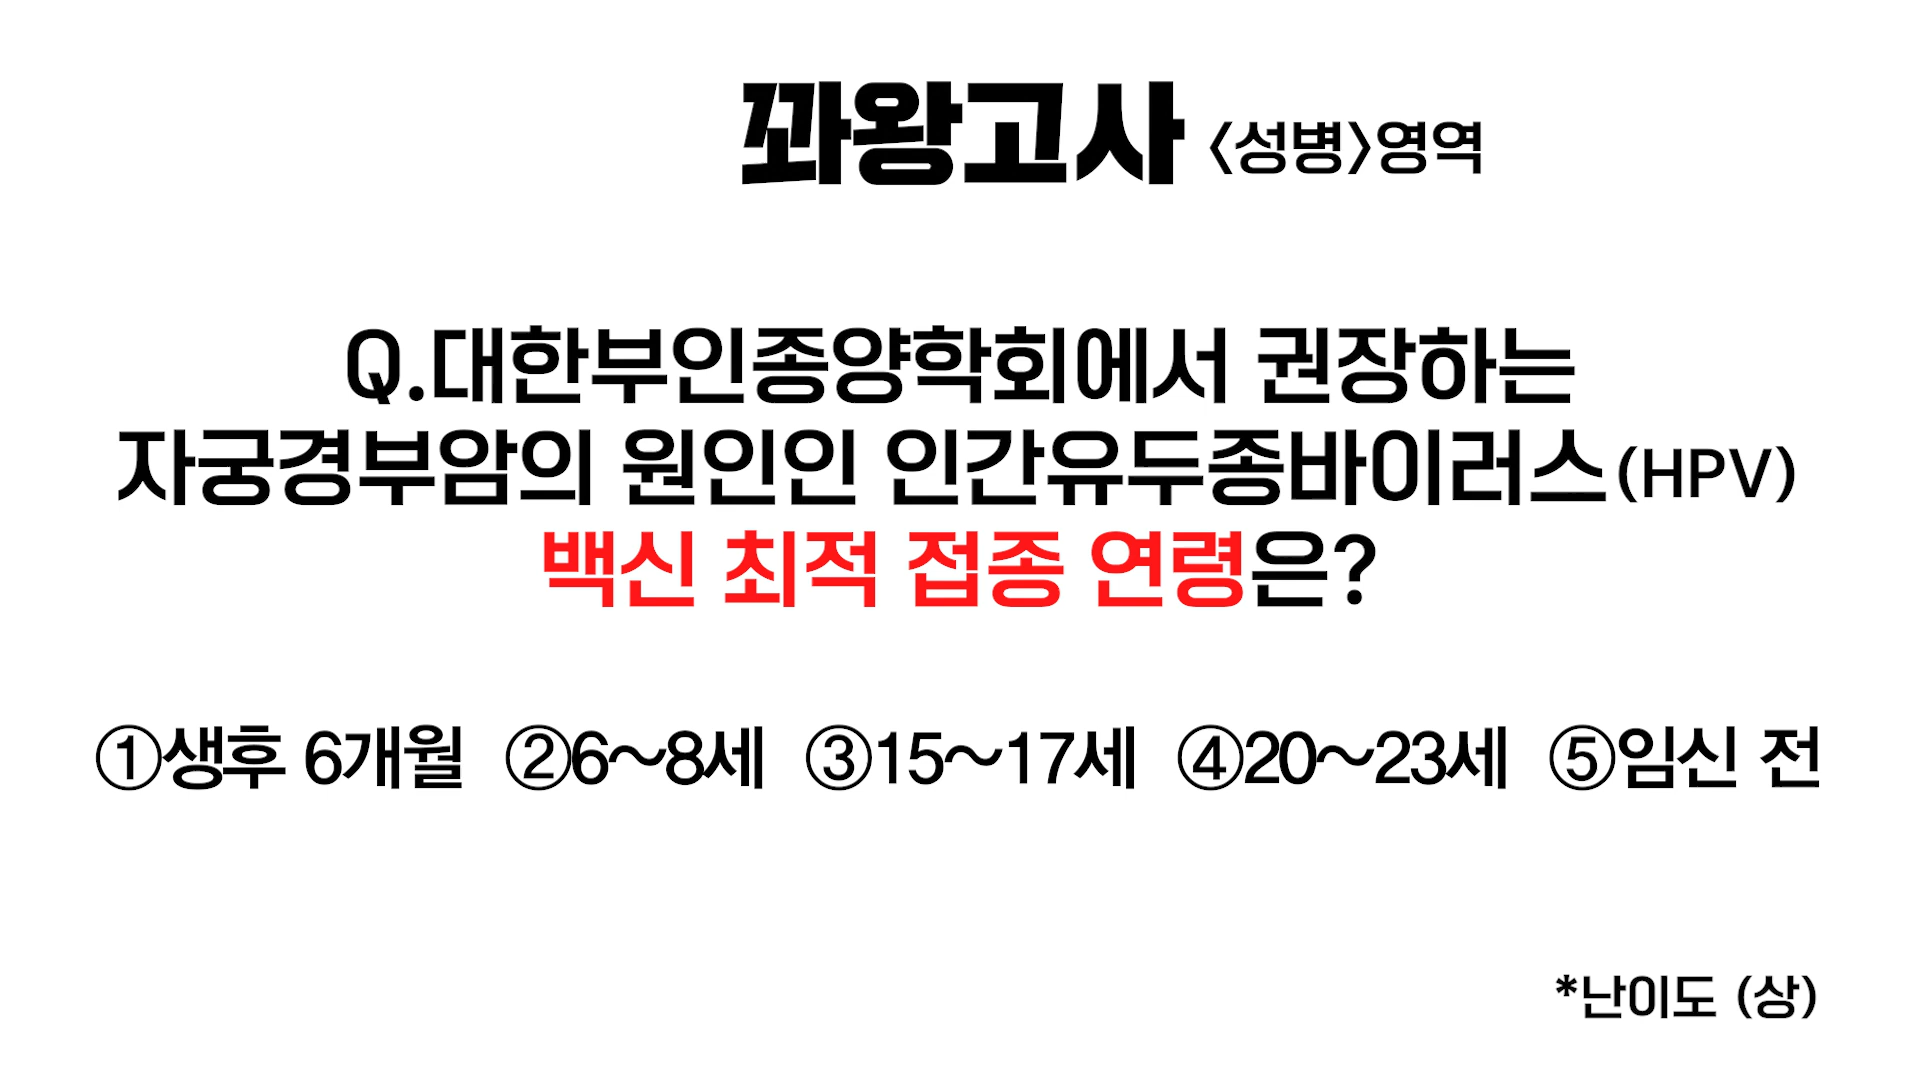 꽈왕고사 <성병>영역
Q.대한부인종양학회에서 권장하는
자궁경부암의 원인인 인간유두종바이러스(HPV)
백신 최적 접종 연령은?
①생후 6개월 ②6~8세 ③15~17세 ④20~23세 ⑤임신 전
*난이도 (상)